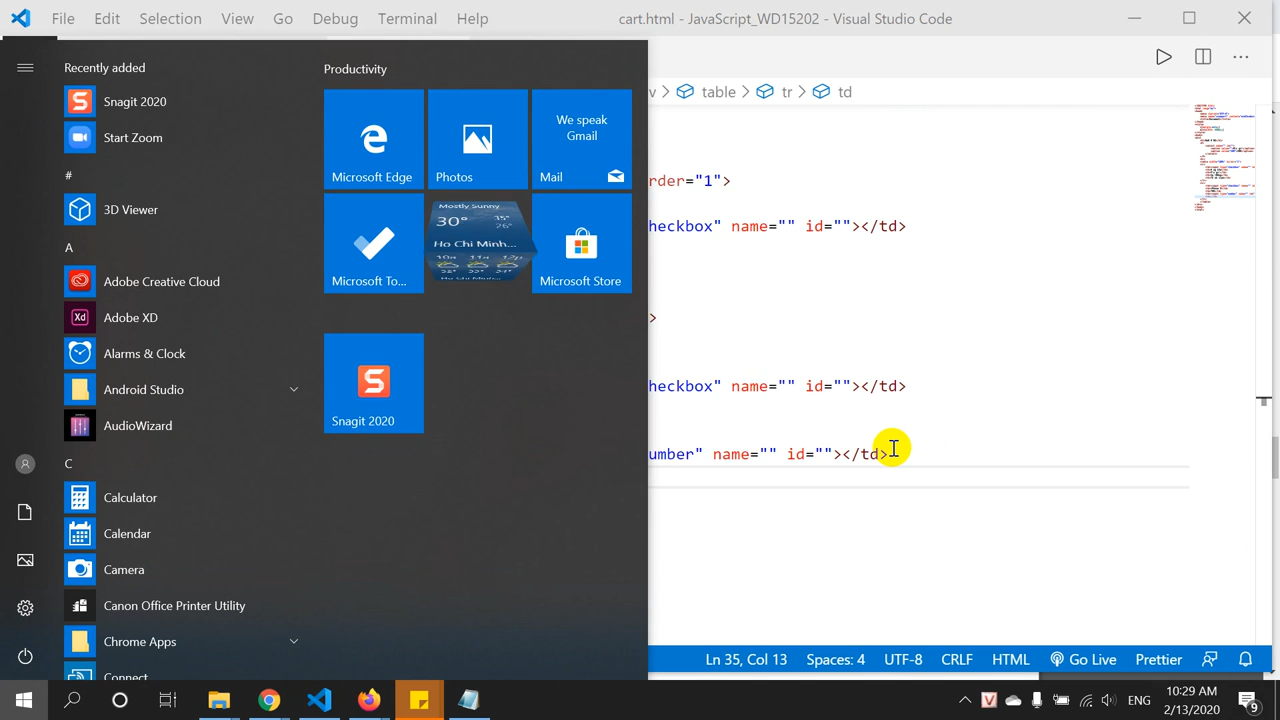 File Edit Selection View Go Debug Terminal Help
cart.html - JavaScript_WD15202 - Visual Studio Code
Recently added
Snagit 2020
Start Zoom
#
3D Viewer
A
Adobe Creative Cloud
Adobe XD
Alarms & Clock
Android Studio
AudioWizard
C
Calculator
Calendar
Camera
Canon Office Printer Utility
Chrome Apps
Connect
Productivity
Microsoft Edge
Photos
We speak
Gmail
Mail
Microsoft To...
Mostly Sunny
30°
Ho Chi Minh...
Microsoft Store
Snagit 2020
v > table > tr > td
rder="1">
heckbox" name="" id=""></td>
>
heckbox" name="" id=""></td>
umber" name="" id=""></td>
Ln 35, Col 13 Spaces: 4 UTF-8 CRLF HTML Go Live Prettier
ENG
10:29 AM
2/13/2020
9